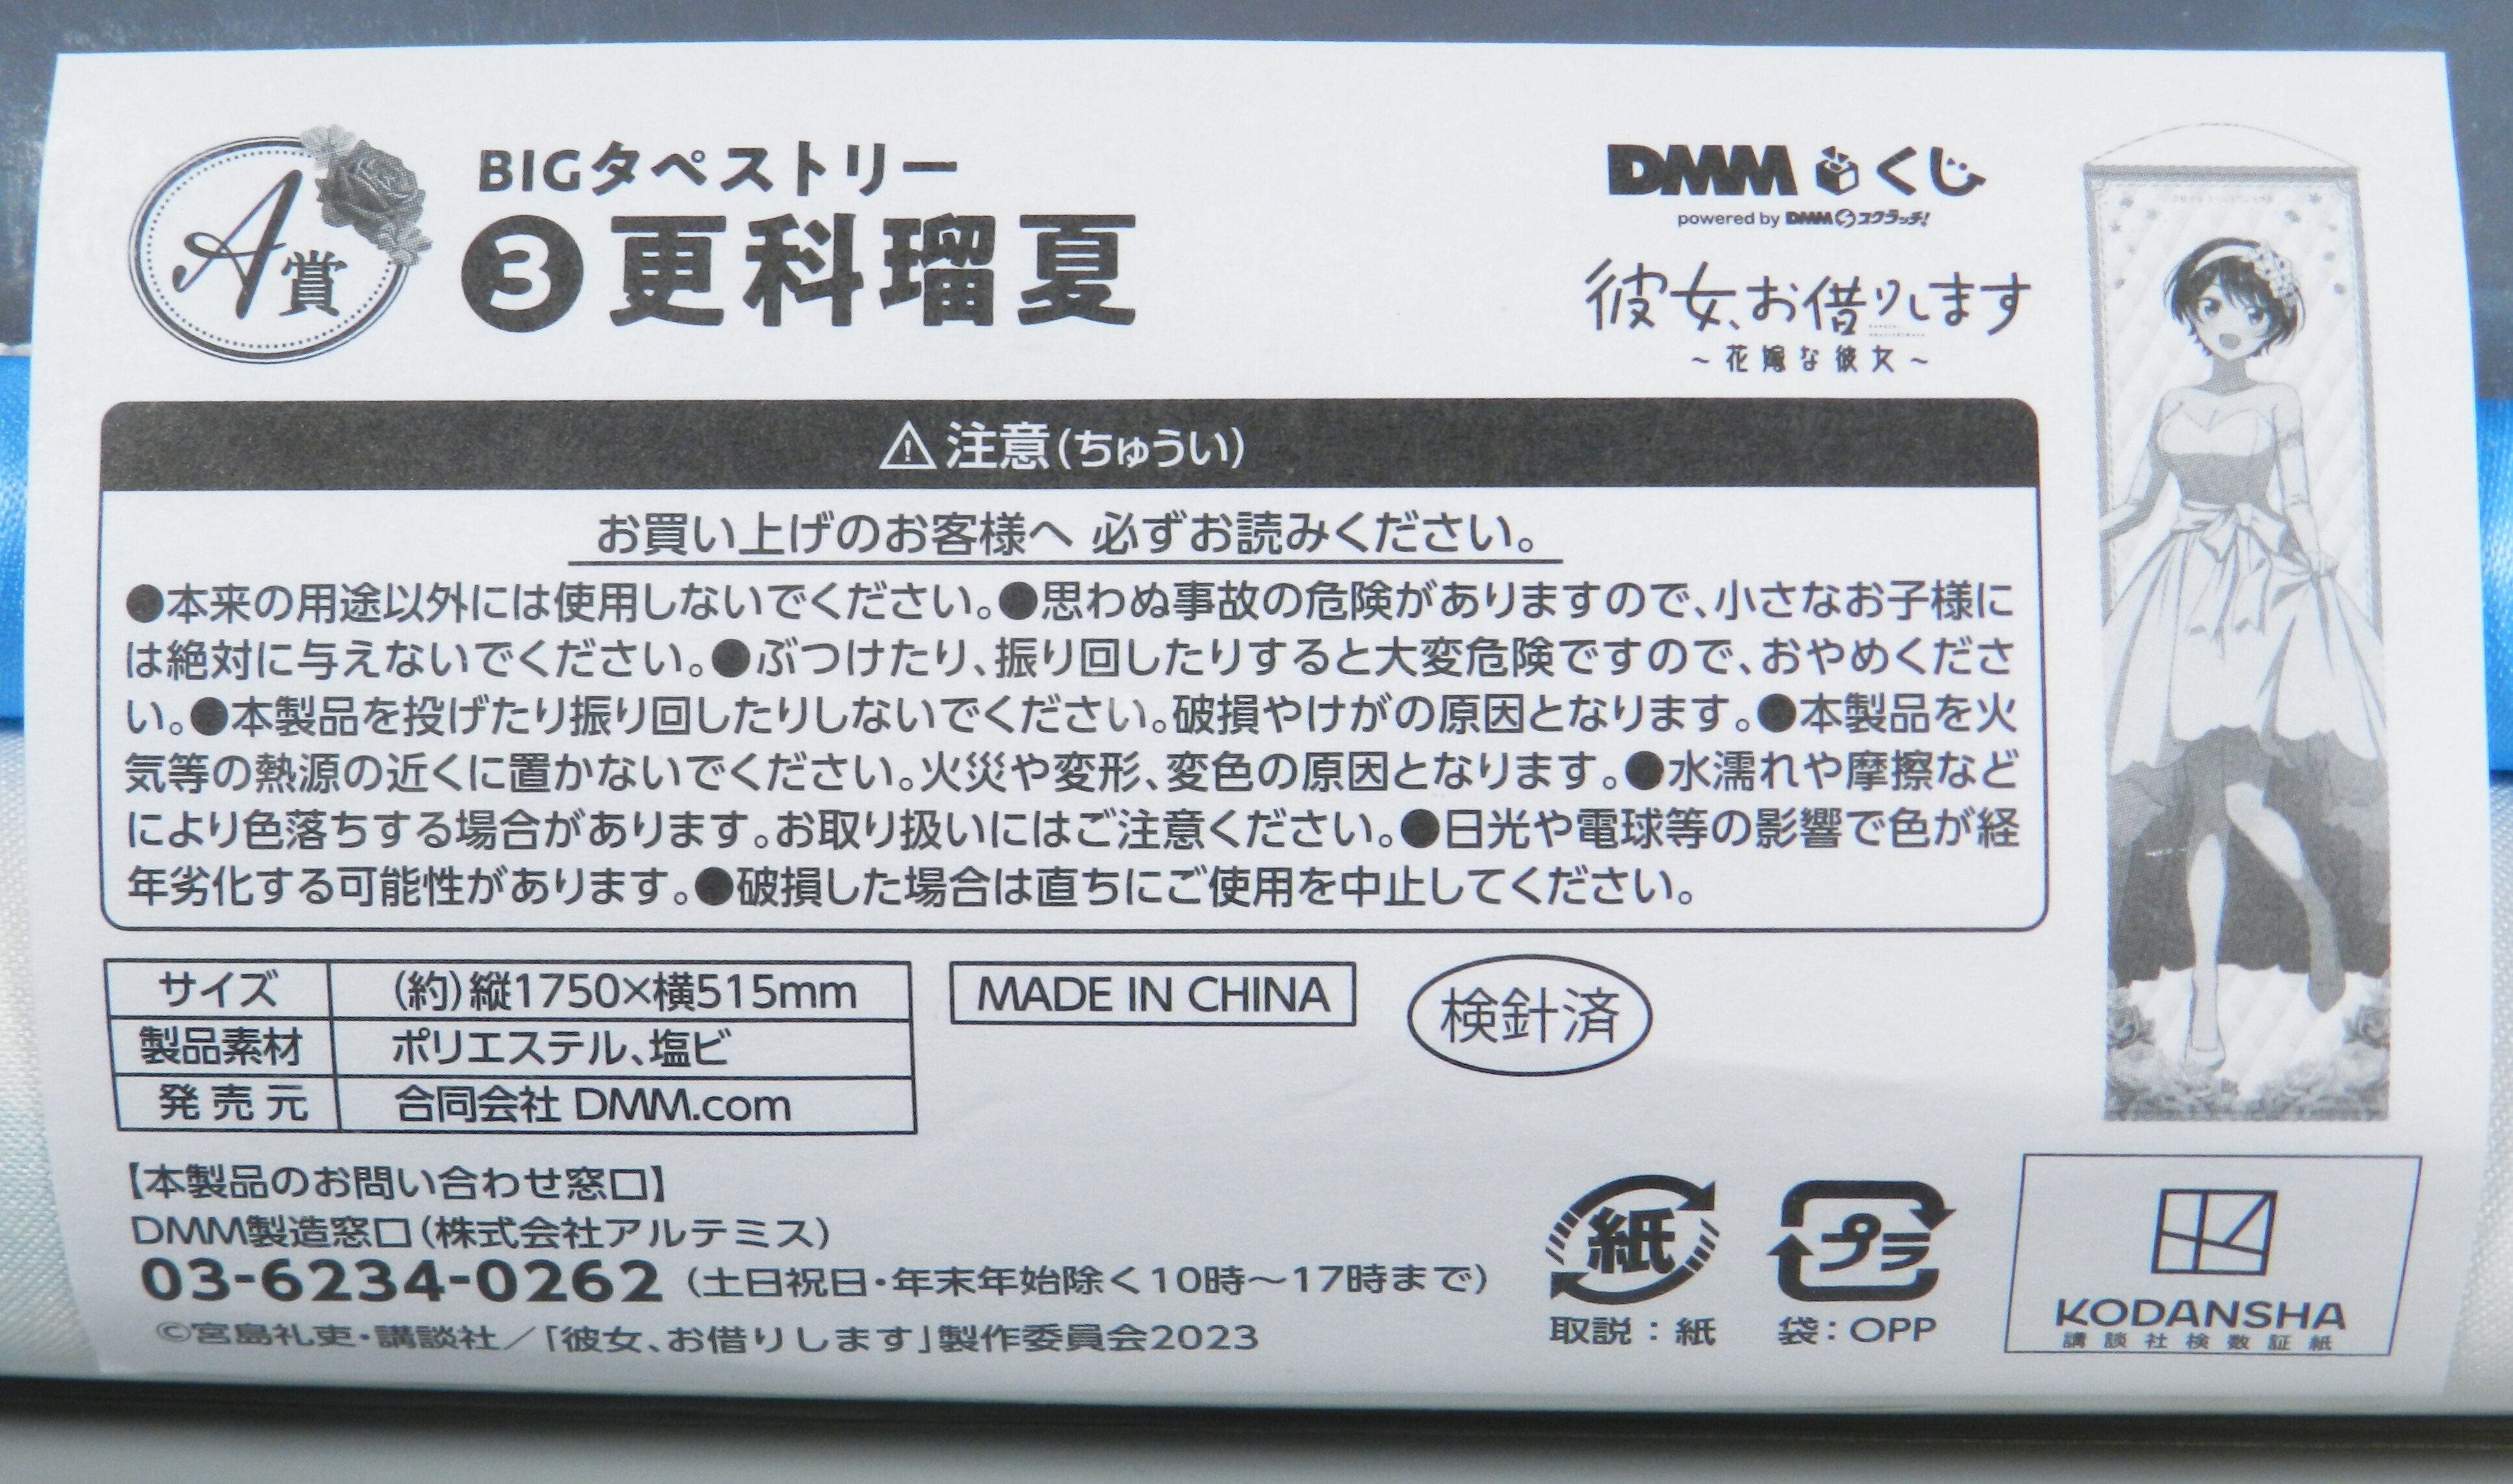 A賞
BIGタペストリー
3更科瑠夏
DMMくじ
powered by DMMスクラッチ!
彼女、お借りします
～花嫁な彼女～
⚠注意(ちゅうい)
お買い上げのお客様へ 必ずお読みください。
●本来の用途以外には使用しないでください。●思わぬ事故の危険がありますので、小さなお子様に
は絶対に与えないでください。●ぶつけたり、振り回したりすると大変危険ですので、おやめくださ
い。●本製品を投げたり振り回したりしないでください。破損やけがの原因となります。●本製品を火
気等の熱源の近くに置かないでください。火災や変形、変色の原因となります。●水濡れや摩擦など
により色落ちする場合があります。お取り扱いにはご注意ください。●日光や電球等の影響で色が経
年劣化する可能性があります。●破損した場合は直ちにご使用を中止してください。
サイズ (約)縦1750×横515mm
製品素材 ポリエステル、塩ビ
発売元 合同会社 DMM.com
MADE IN CHINA
検針済
【本製品のお問い合わせ窓口】
DMM製造窓口(株式会社アルテミス)
03-6234-0262 (土日祝日・年末年始除く10時～17時まで)
©宮島礼吏・講談社／「彼女、お借りします」製作委員会2023
紙
取説：紙
プラ
袋：OPP
KODANSHA
講談社検数証紙